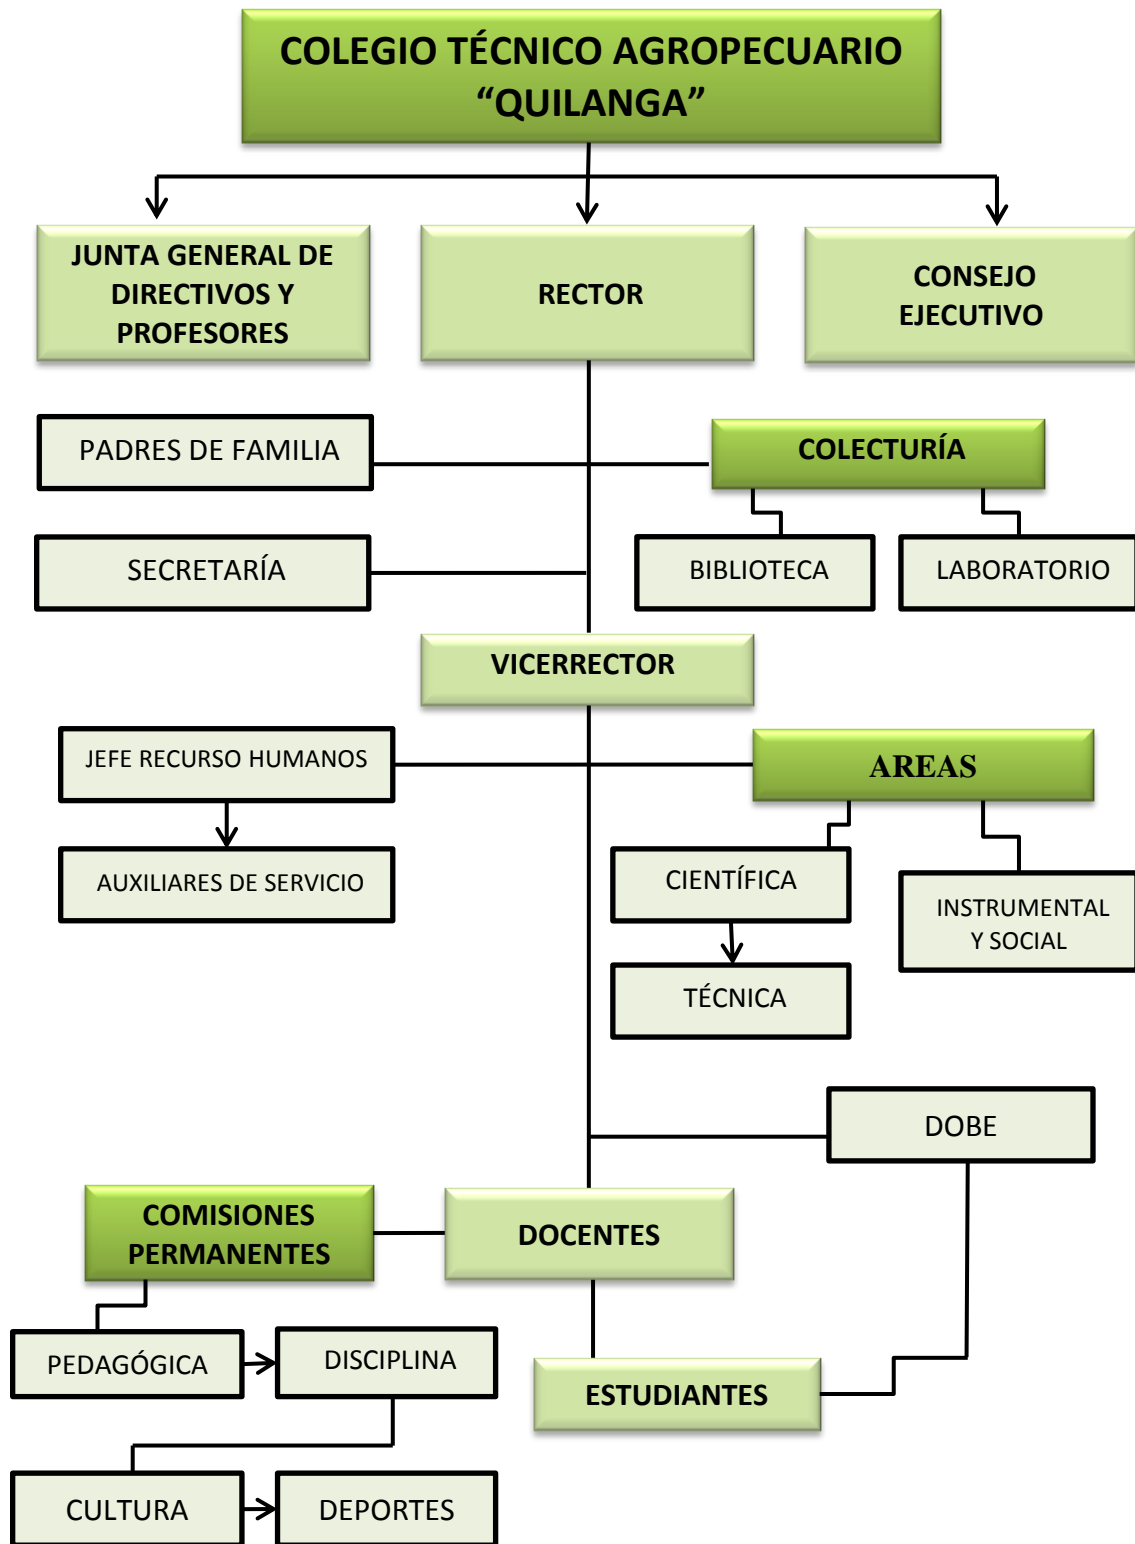 COLEGIO TÉCNICO AGROPECUARIO
“QUILANGA”
JUNTA GENERAL DE
DIRECTIVOS Y
PROFESORES
RECTOR
CONSEJO
EJECUTIVO
PADRES DE FAMILIA
COLECTURÍA
SECRETARÍA
BIBLIOTECA
LABORATORIO
VICERRECTOR
JEFE RECURSO HUMANOS
AREAS
AUXILIARES DE SERVICIO
CIENTÍFICA
INSTRUMENTAL
Y SOCIAL
TÉCNICA
DOBE
COMISIONES
PERMANENTES
DOCENTES
PEDAGÓGICA
DISCIPLINA
ESTUDIANTES
CULTURA
DEPORTES